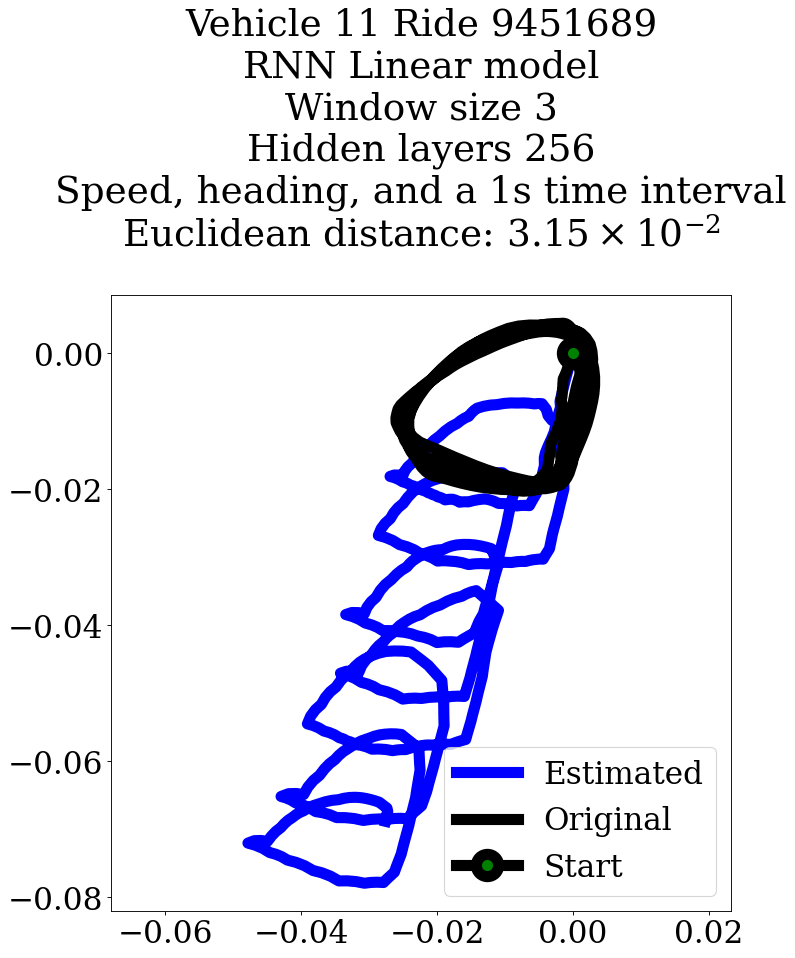 Vehicle 11 Ride 9451689
RNN Linear model
Window size 3
Hidden layers 256
Speed, heading, and a 1s time interval
Euclidean distance: 3.15 × 10⁻²
0.00
−0.02
−0.04
−0.06
−0.08
Estimated
Original
Start
−0.06 −0.04 −0.02 0.00 0.02